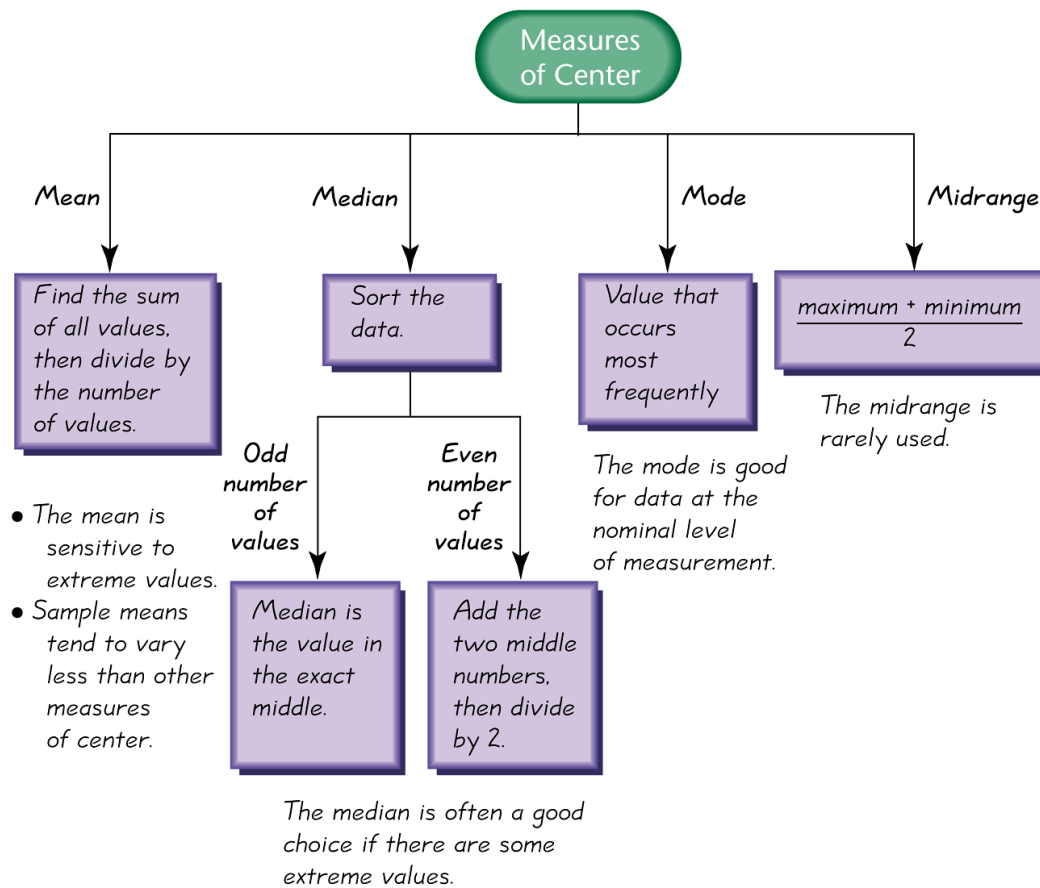 Measures
of Center
Mean
Median
Mode
Midrange
Find the sum
of all values,
then divide by
the number
of values.
Sort the
data.
Value that
occurs
most
frequently
maximum + minimum
2
The midrange is
rarely used.
The mode is good
for data at the
nominal level
of measurement.
Odd
number
of
values
Even
number
of
values
• The mean is
sensitive to
extreme values.
• Sample means
tend to vary
less than other
measures
of center.
Median is
the value in
the exact
middle.
Add the
two middle
numbers,
then divide
by 2.
The median is often a good
choice if there are some
extreme values.